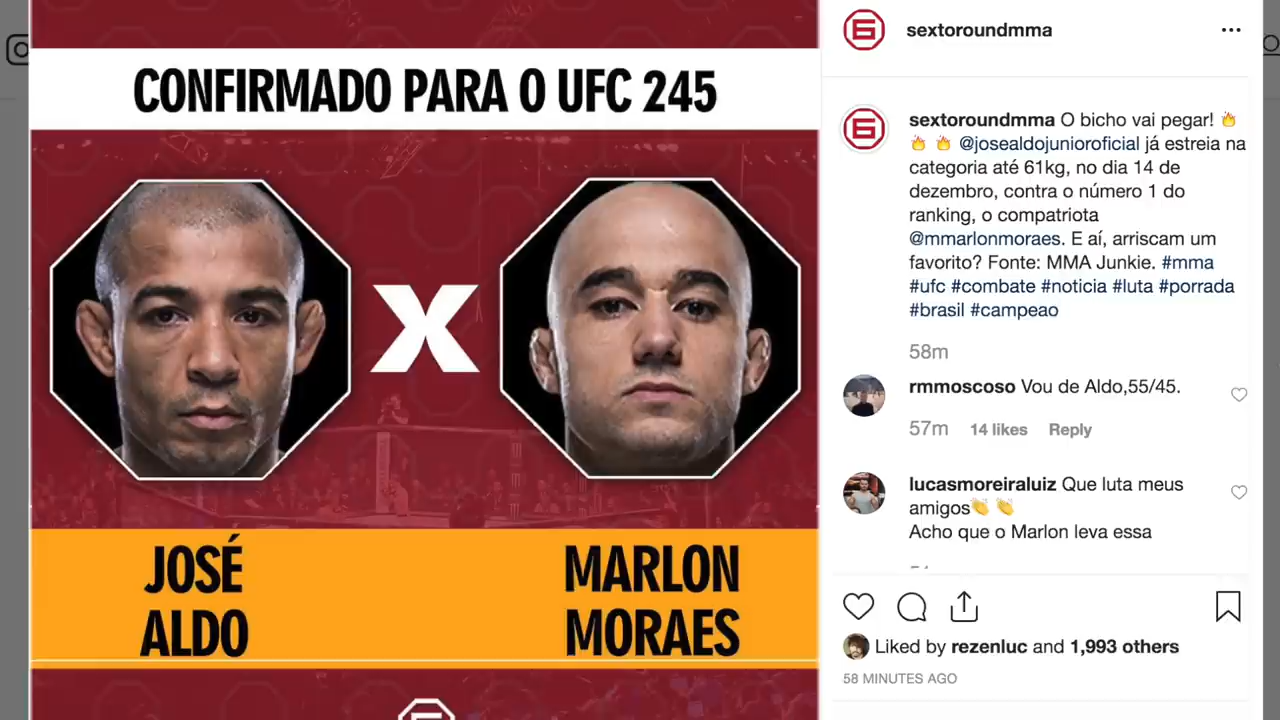 CONFIRMADO PARA O UFC 245
JOSÉ
ALDO
X
MARLON
MORAES
sextoroundmma
sextoroundmma O bicho vai pegar! 🔥
🔥 🔥 @josealdojunioroficial já estreia na
categoria até 61kg, no dia 14 de
dezembro, contra o número 1 do
ranking, o compatriota
@mmarlonmoraes. E aí, arriscam um
favorito? Fonte: MMA Junkie. #mma
#ufc #combate #noticia #luta #porrada
#brasil #campeao
58m
rmmoscoso Vou de Aldo,55/45.
57m 14 likes Reply
lucasmoreiraluiz Que luta meus
amigos👏 👏
Acho que o Marlon leva essa
Liked by rezenluc and 1,993 others
58 MINUTES AGO